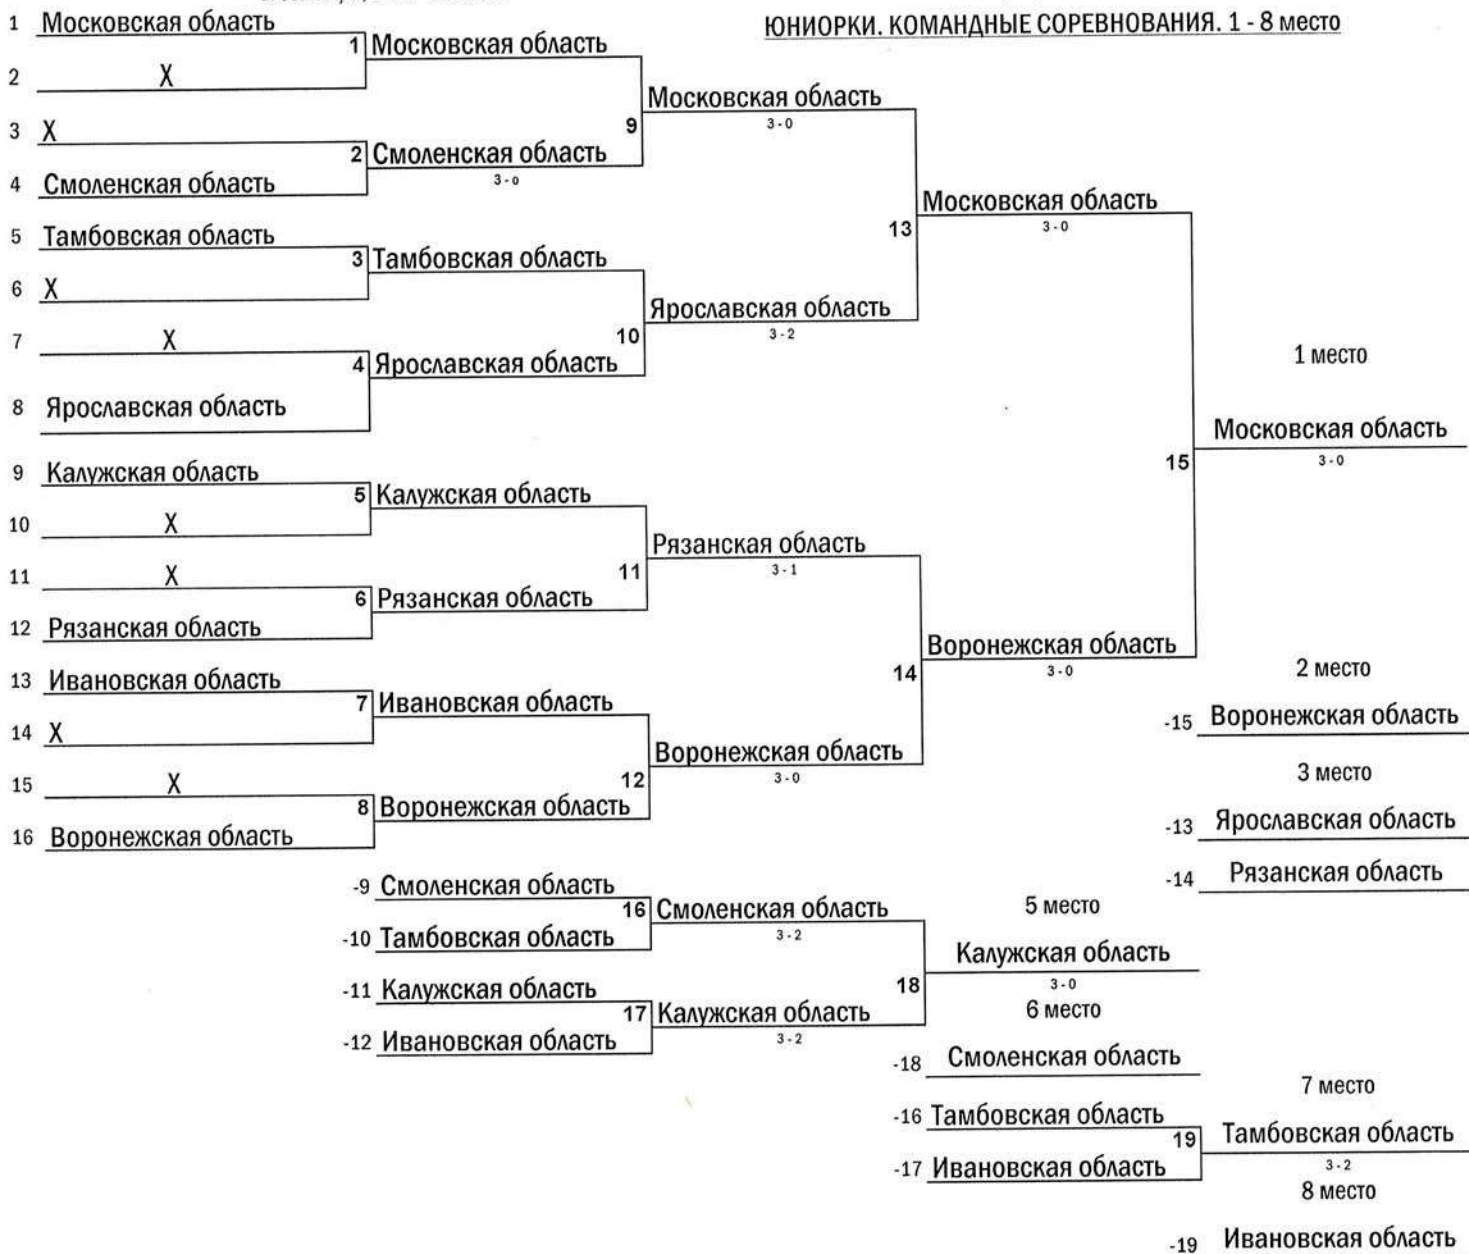 ЮНИОРКИ. КОМАНДНЫЕ СОРЕВНОВАНИЯ. 1 - 8 место
1 Московская область
1 Московская область
2 X
Московская область
3 - 0
9
3 X
2 Смоленская область
3 - 0
4 Смоленская область
Московская область
3 - 0
13
5 Тамбовская область
3 Тамбовская область
6 X
Ярославская область
3 - 2
10
7 X
4 Ярославская область
8 Ярославская область
1 место
Московская область
3 - 0
15
9 Калужская область
5 Калужская область
10 X
Рязанская область
3 - 1
11
11 X
6 Рязанская область
12 Рязанская область
Воронежская область
3 - 0
14
13 Ивановская область
7 Ивановская область
14 X
Воронежская область
3 - 0
12
15 X
8 Воронежская область
16 Воронежская область
2 место
-15 Воронежская область
3 место
-13 Ярославская область
-14 Рязанская область
-9 Смоленская область
16 Смоленская область
3 - 2
-10 Тамбовская область
5 место
Калужская область
3 - 0
18
-11 Калужская область
17 Калужская область
3 - 2
-12 Ивановская область
6 место
-18 Смоленская область
7 место
-16 Тамбовская область
19 Тамбовская область
3 - 2
-17 Ивановская область
8 место
-19 Ивановская область